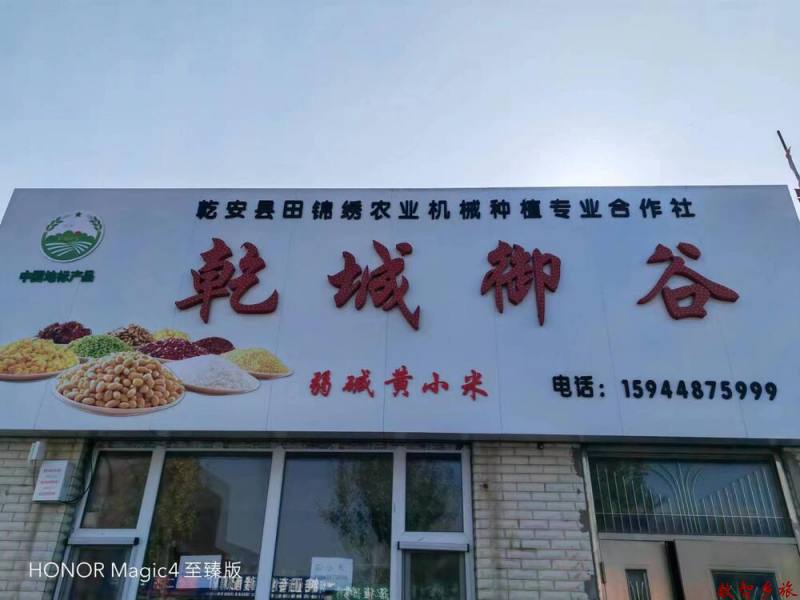 乾安县田锦绣农业机械种植专业合作社
中国地标产品
乾城御谷
弱碱黄小米
电话：15944875999
HONOR Magic4 至臻版